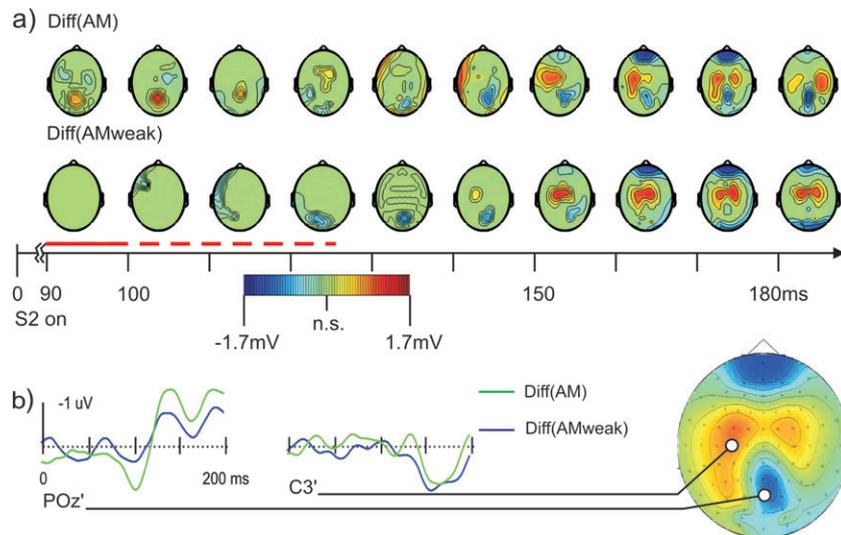 a)
Diff(AM)
Diff(AMweak)
0 90 100 150 180ms
S2 on
n.s.
-1.7mV 1.7mV
b)
-1 uV
Diff(AM)
Diff(AMweak)
0 200 ms
POz' C3'